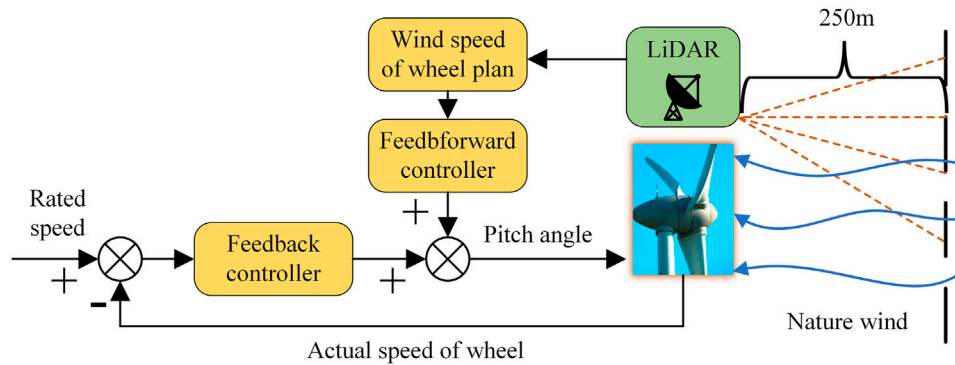 250m
Wind speed
of wheel plan
LiDAR
Feedbforward
controller
Rated
speed
+
-
Feedback
controller
+
+
Pitch angle
Nature wind
Actual speed of wheel